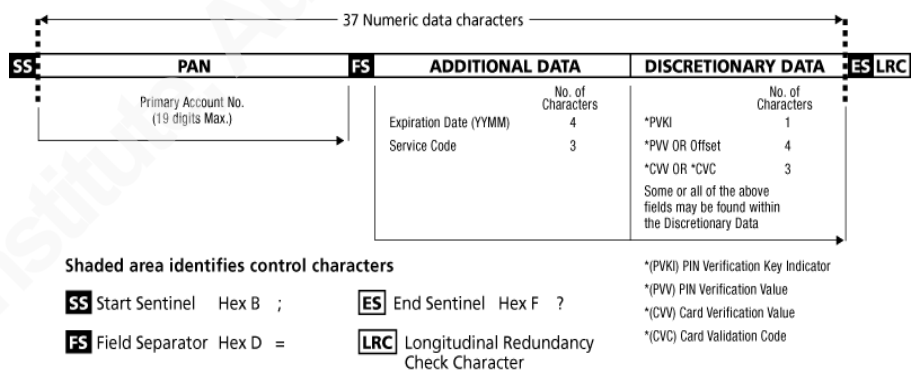 37 Numeric data characters
SS PAN FS ADDITIONAL DATA DISCRETIONARY DATA ES LRC
Primary Account No.
(19 digits Max.)
No. of
Characters
Expiration Date (YYMM) 4
Service Code 3
No. of
Characters
*PVKI 1
*PVV OR Offset 4
*CVV OR *CVC 3
Some or all of the above
fields may be found within
the Discretionary Data
Shaded area identifies control characters
SS Start Sentinel Hex B ;
ES End Sentinel Hex F ?
FS Field Separator Hex D =
LRC Longitudinal Redundancy
Check Character
*(PVKI) PIN Verification Key Indicator
*(PVV) PIN Verification Value
*(CVV) Card Verification Value
*(CVC) Card Validation Code